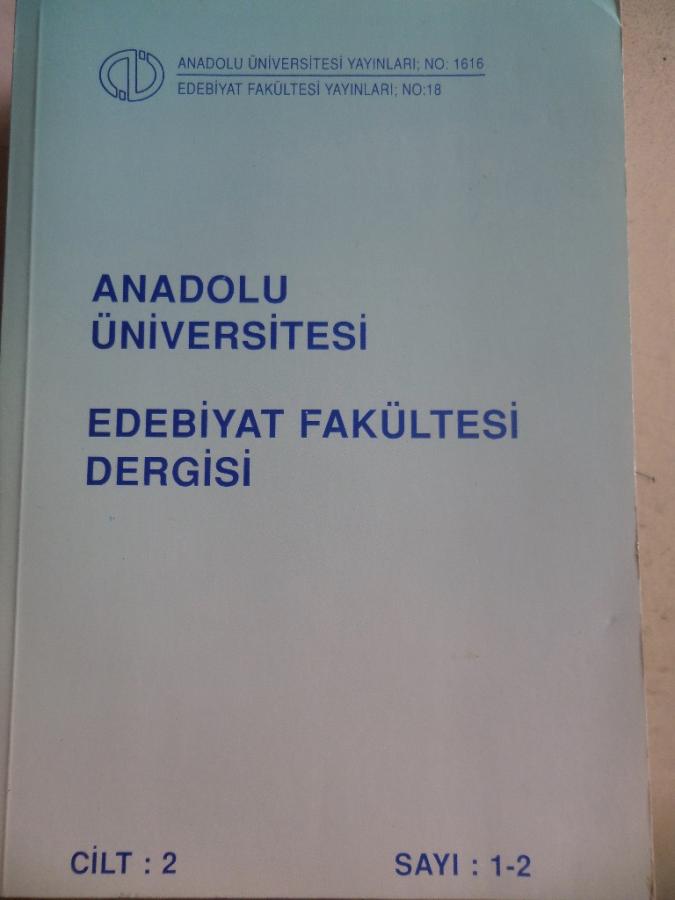 ANADOLU ÜNİVERSİTESİ YAYINLARI; NO: 1616
EDEBİYAT FAKÜLTESİ YAYINLARI; NO:18
ANADOLU
ÜNİVERSİTESİ
EDEBİYAT FAKÜLTESİ
DERGİSİ
CİLT : 2 SAYI : 1-2